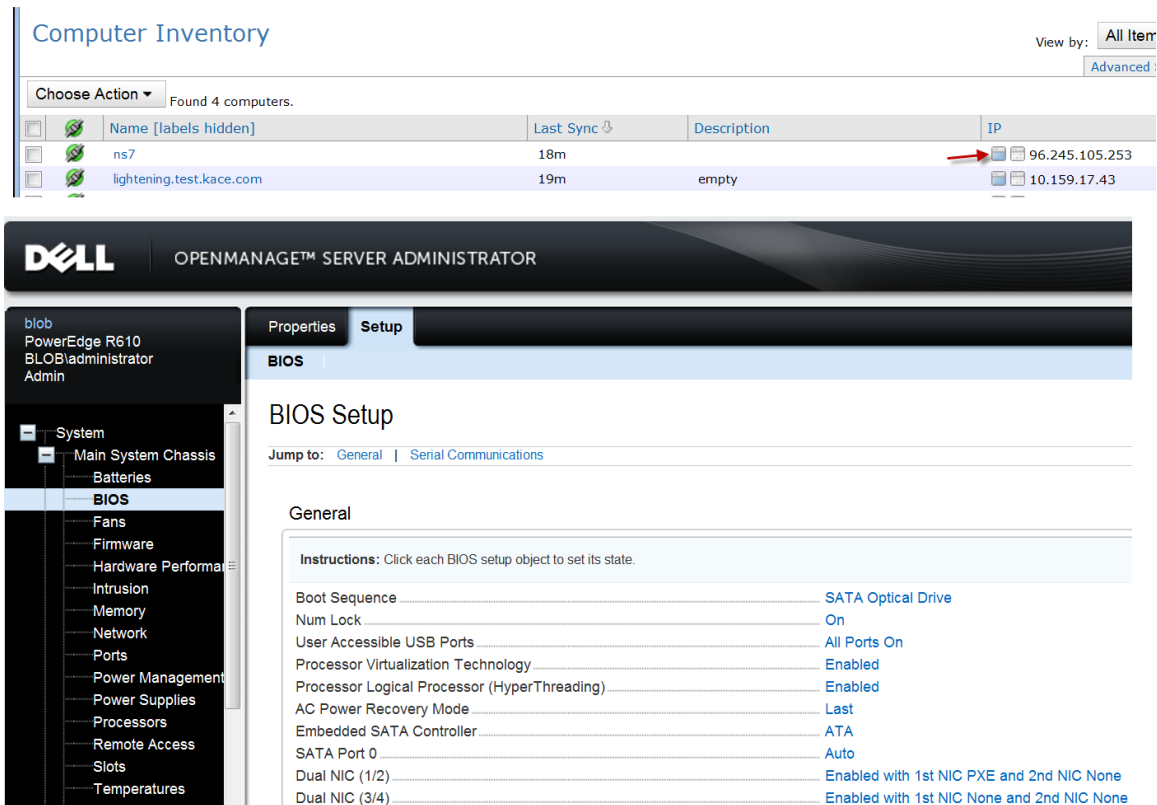 Computer Inventory
View by: All Item
Advanced
Choose Action Found 4 computers.
Name [labels hidden] Last Sync Description IP
ns7 18m 96.245.105.253
lightening.test.kace.com 19m empty 10.159.17.43
DELL OPENMANAGE™ SERVER ADMINISTRATOR
blob
PowerEdge R610
BLOB\administrator
Admin
Properties Setup
BIOS
BIOS Setup
Jump to: General | Serial Communications
System
Main System Chassis
Batteries
BIOS
Fans
Firmware
Hardware Performa
Intrusion
Memory
Network
Ports
Power Management
Power Supplies
Processors
Remote Access
Slots
Temperatures
General
Instructions: Click each BIOS setup object to set its state.
Boot Sequence SATA Optical Drive
Num Lock On
User Accessible USB Ports All Ports On
Processor Virtualization Technology Enabled
Processor Logical Processor (HyperThreading) Enabled
AC Power Recovery Mode Last
Embedded SATA Controller ATA
SATA Port 0 Auto
Dual NIC (1/2) Enabled with 1st NIC PXE and 2nd NIC None
Dual NIC (3/4) Enabled with 1st NIC None and 2nd NIC None